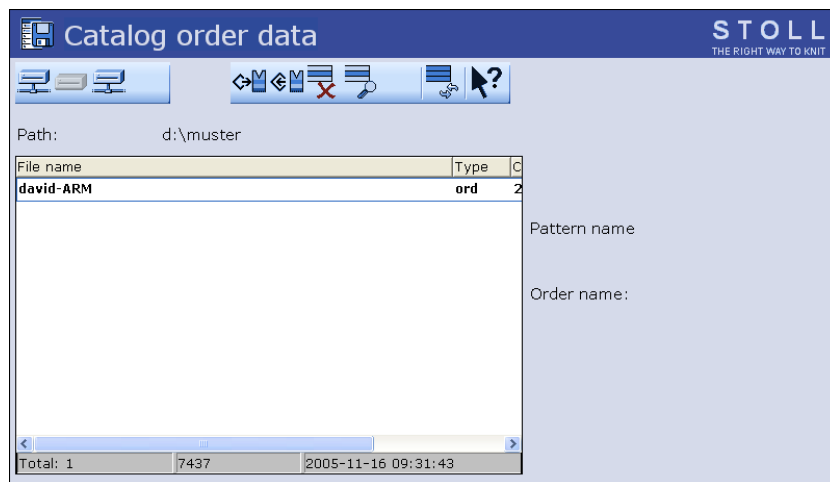 Catalog order data
STOLL
THE RIGHT WAY TO KNIT
Path: d:\muster
File name Type C
david-ARM ord 2
Pattern name
Order name:
Total: 1 7437 2005-11-16 09:31:43